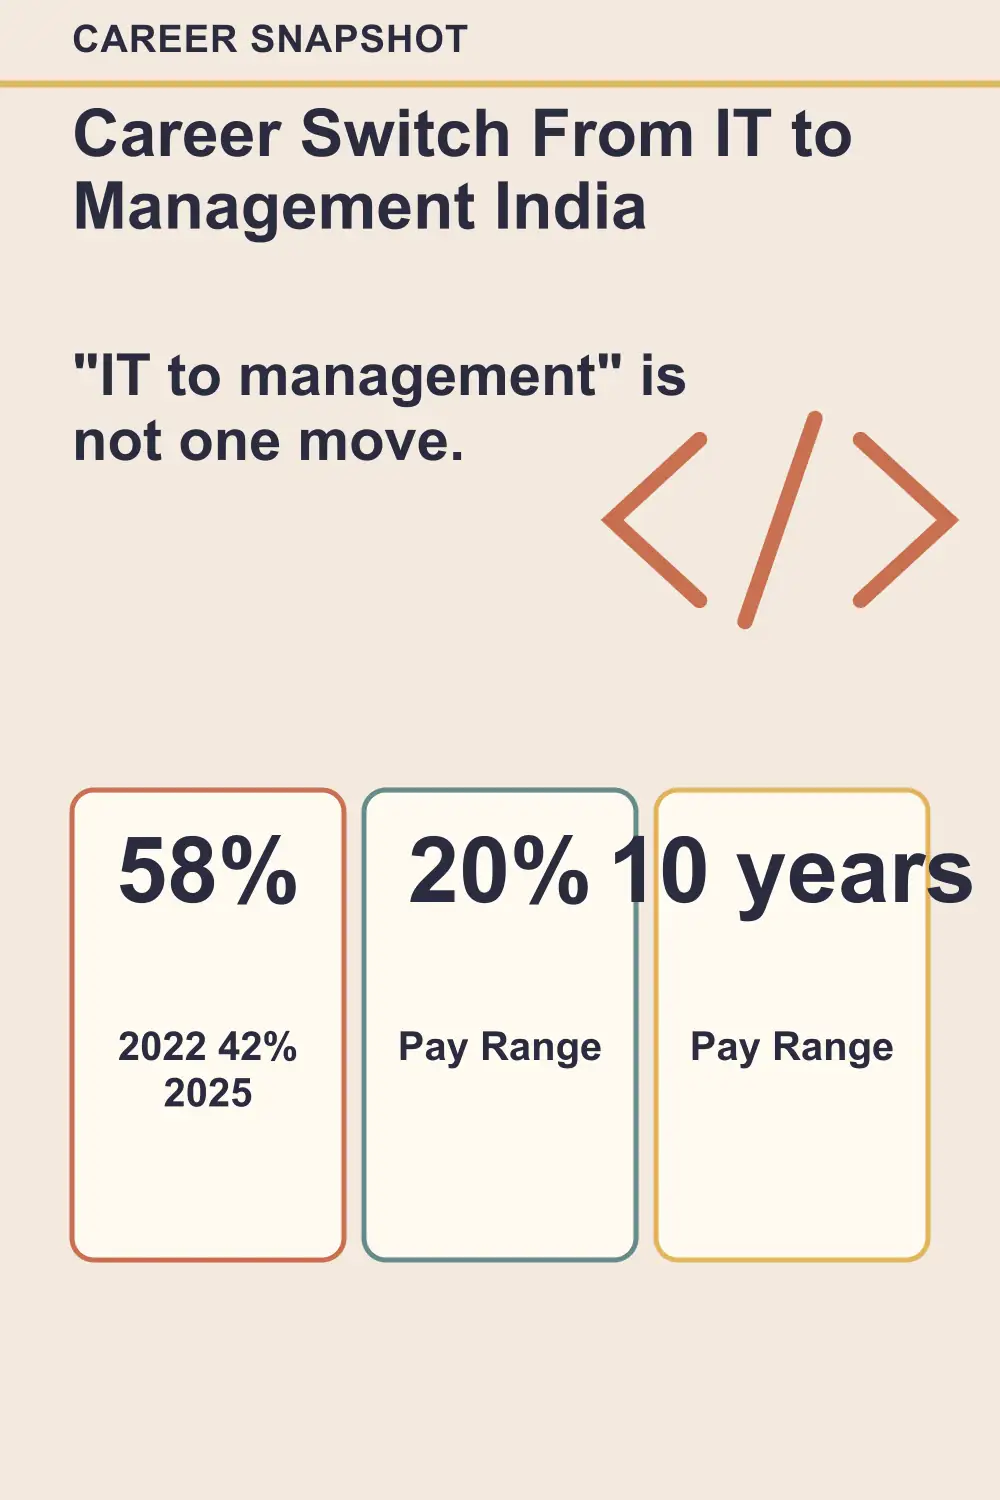 CAREER SNAPSHOT
Career Switch From IT to
Management India
"IT to management" is
not one move.
58%
2022 42%
2025
20%
Pay Range
10 years
Pay Range